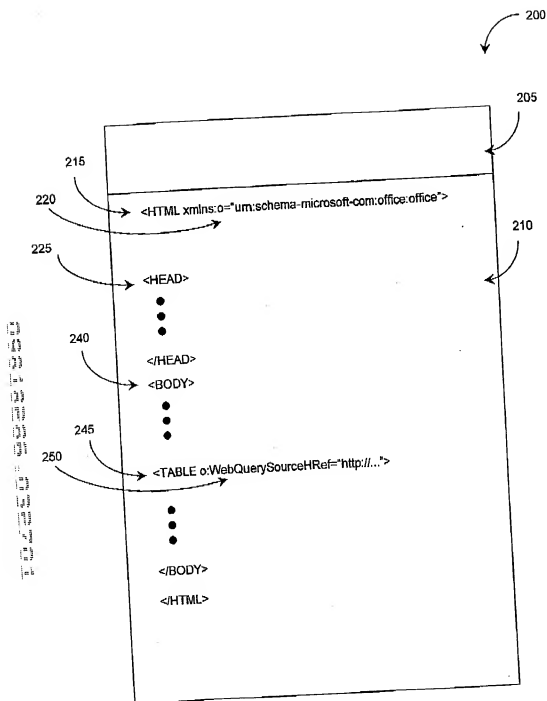 200
205
215
<HTML xmlns:o="urn:schema-microsoft-com:office:office">
220
210
225
<HEAD>
</HEAD>
240
<BODY>
245
<TABLE o:WebQuerySourceHRef="http://...">
250
</BODY>
</HTML>